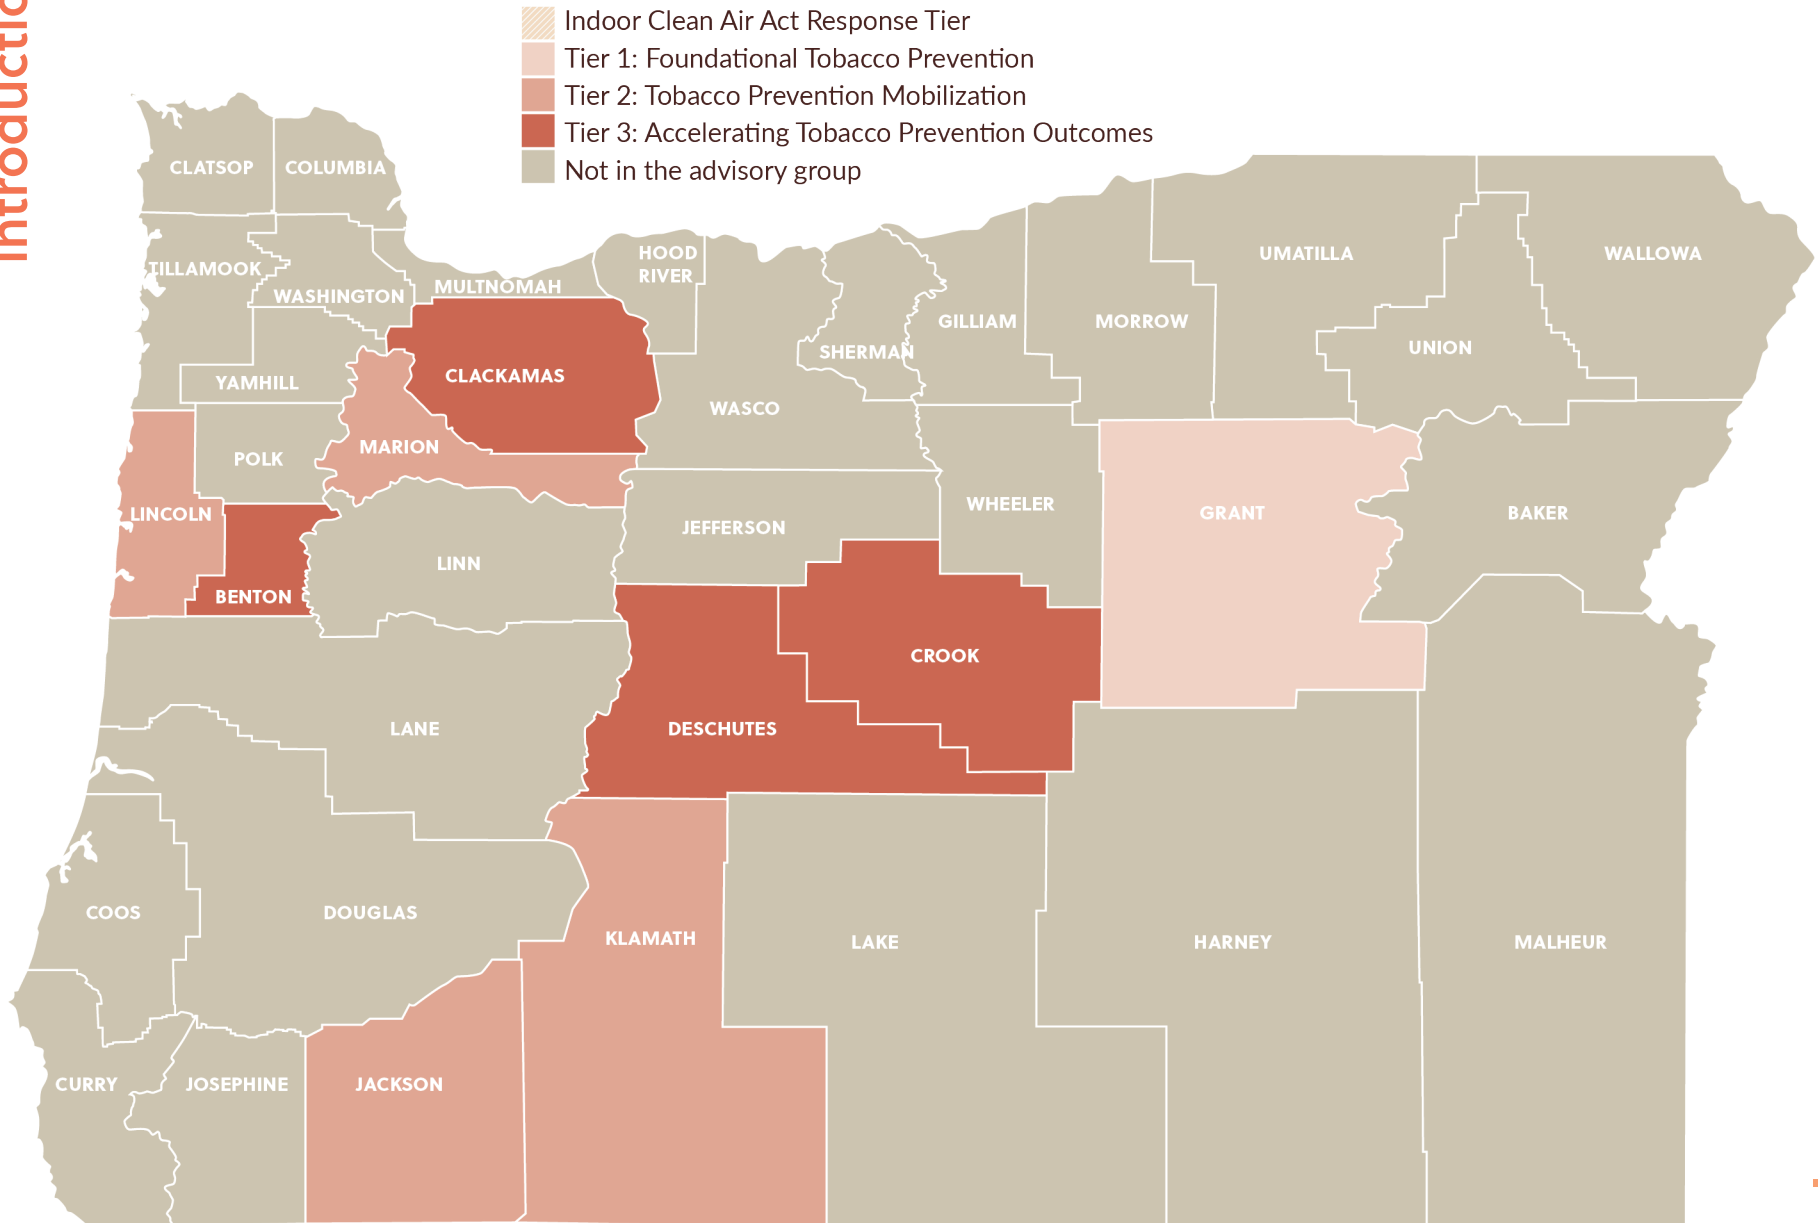 Introductio
Indoor Clean Air Act Response Tier
Tier 1: Foundational Tobacco Prevention
Tier 2: Tobacco Prevention Mobilization
Tier 3: Accelerating Tobacco Prevention Outcomes
Not in the advisory group
CLATSOP
COLUMBIA
TILLAMOOK
WASHINGTON
MULTNOMAH
HOOD
RIVER
UMATILLA
WALLOWA
GILLIAM
MORROW
SHERMAN
UNION
YAMHILL
CLACKAMAS
WASCO
POLK
MARION
LINCOLN
JEFFERSON
WHEELER
GRANT
BAKER
BENTON
LINN
CROOK
LANE
DESCHUTES
COOS
DOUGLAS
KLAMATH
LAKE
HARNEY
MALHEUR
CURRY
JOSEPHINE
JACKSON